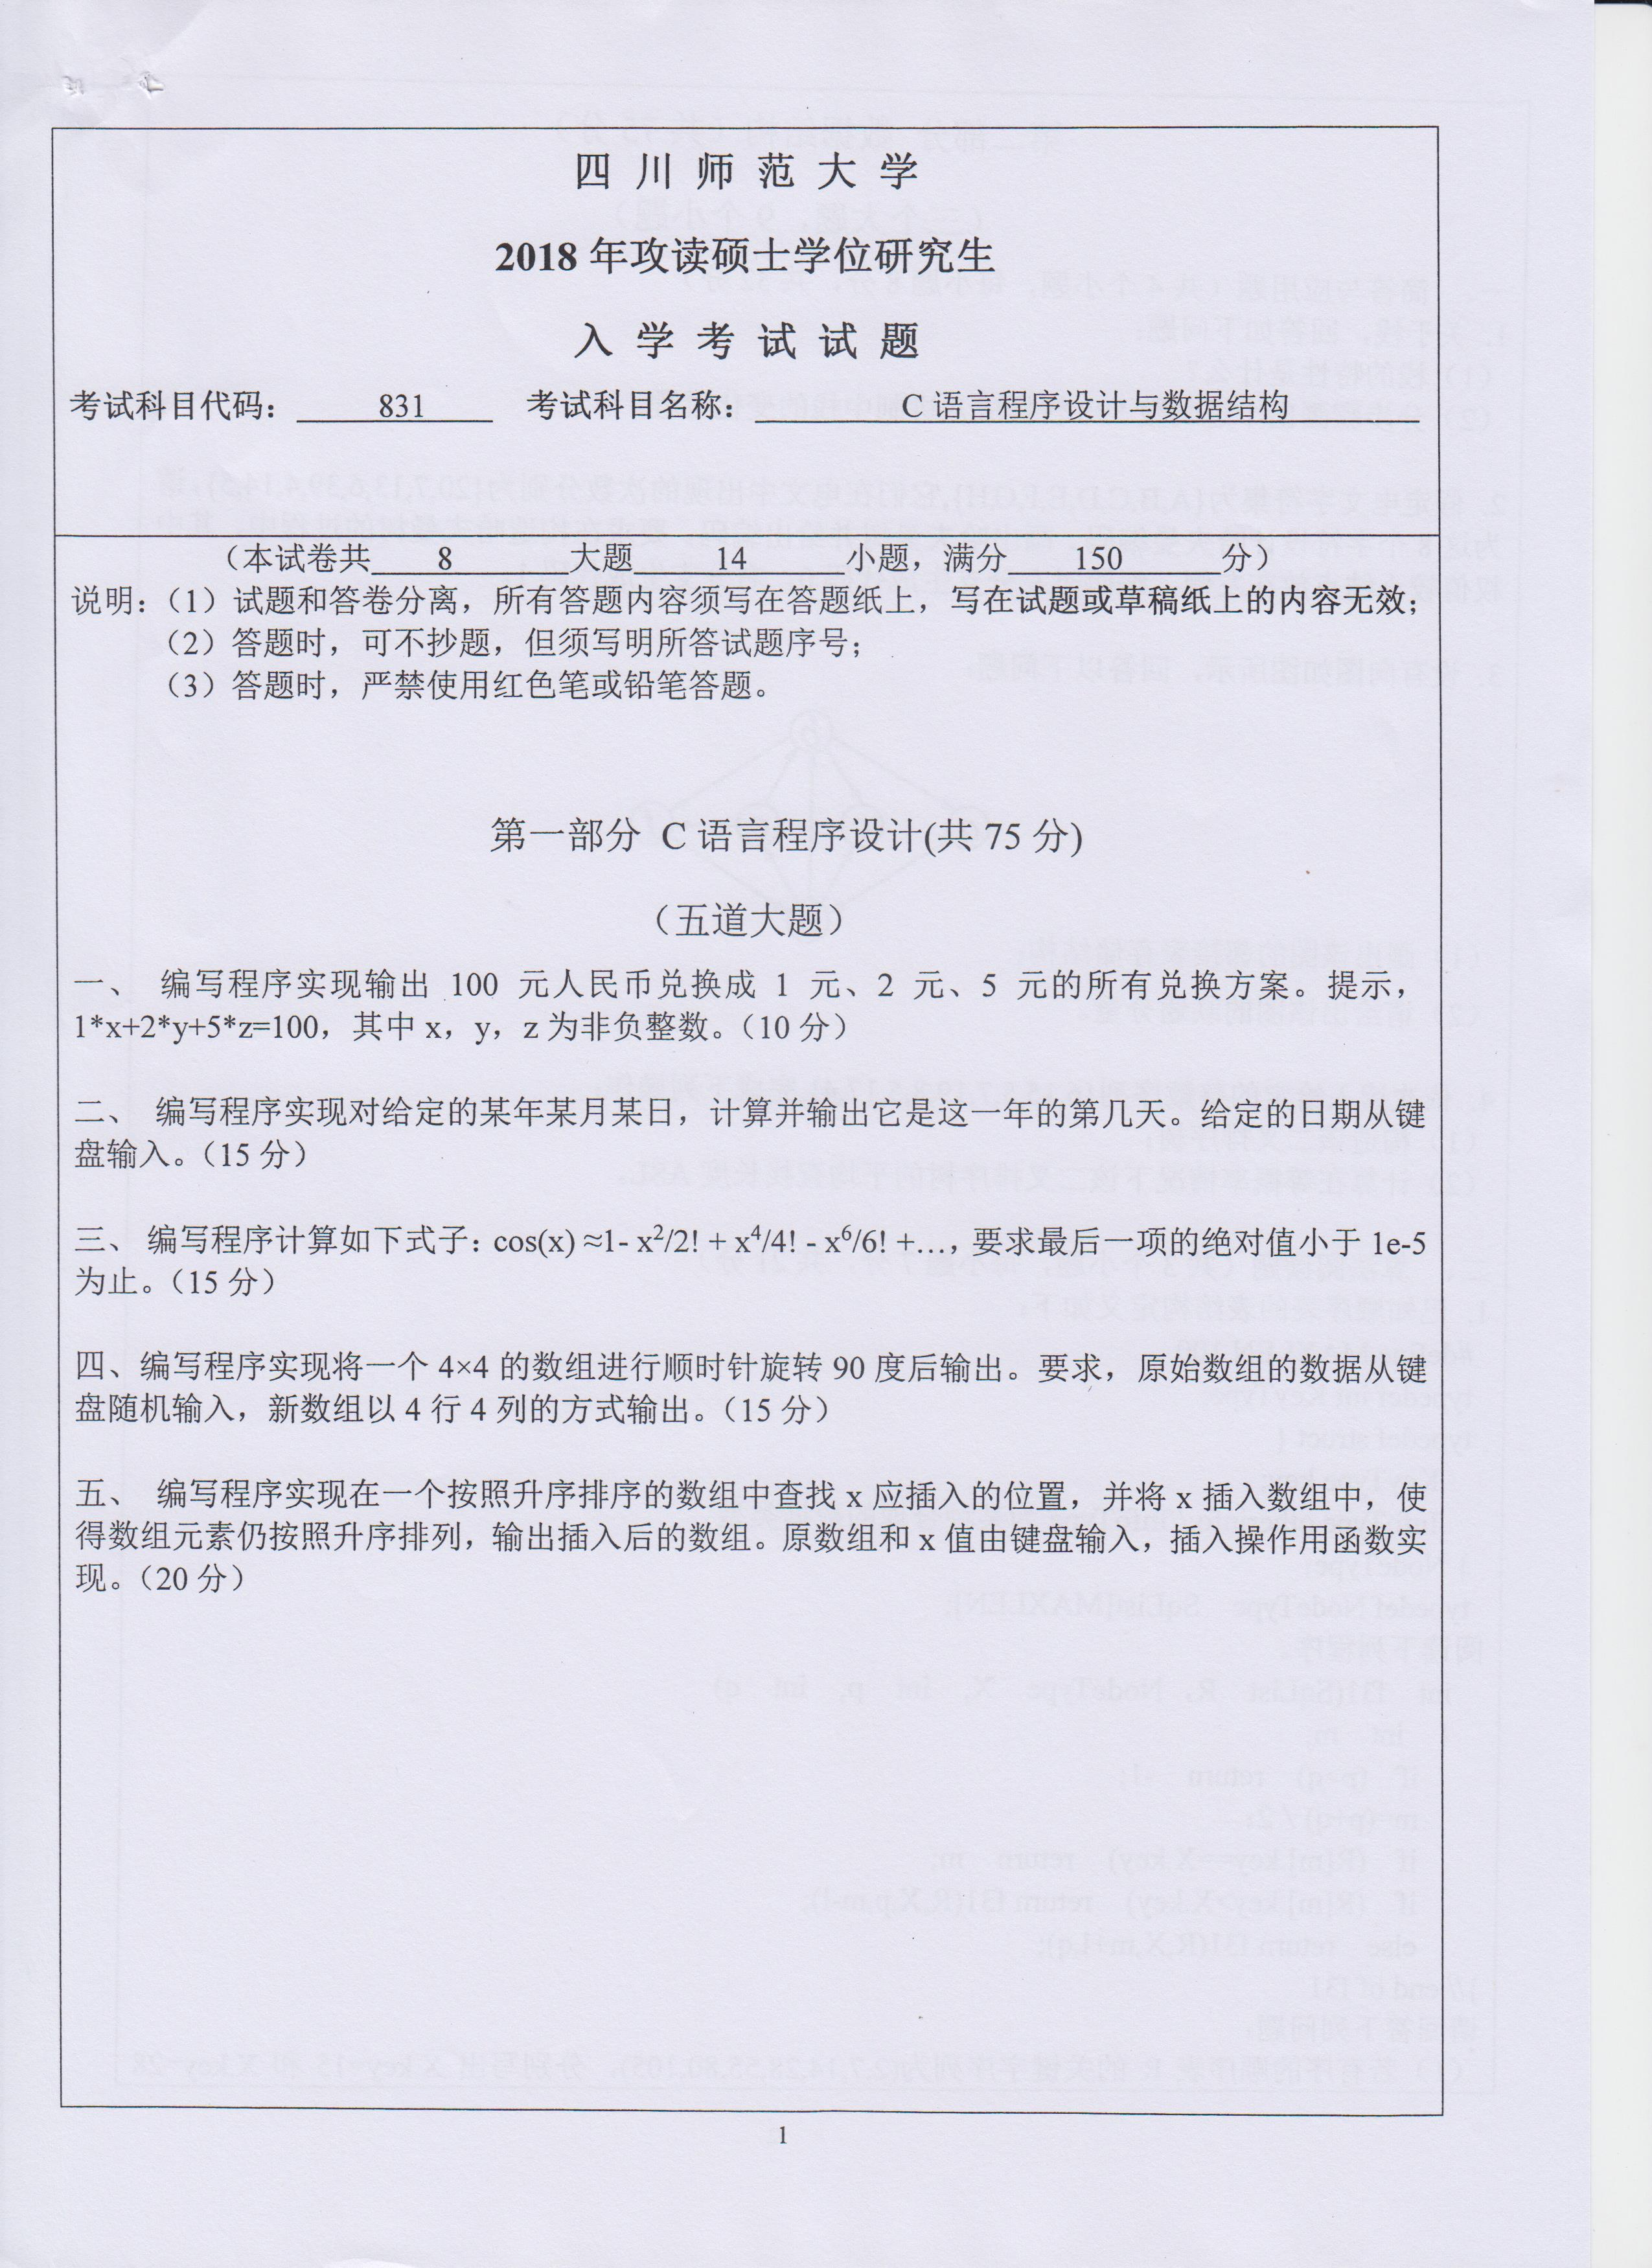 四 川 师 范 大 学
2018 年攻读硕士学位研究生
入 学 考 试 试 题
考试科目代码: 831 考试科目名称: C 语言程序设计与数据结构
（本试卷共 8 大题 14 小题，满分 150 分）
说明:（1）试题和答卷分离，所有答题内容须写在答题纸上，写在试题或草稿纸上的内容无效；
（2）答题时，可不抄题，但须写明所答试题序号；
（3）答题时，严禁使用红色笔或铅笔答题。
第一部分 C 语言程序设计(共 75 分)
（五道大题）
一、 编写程序实现输出 100 元人民币兑换成 1 元、2 元、5 元的所有兑换方案。提示，
1*x+2*y+5*z=100，其中 x，y，z 为非负整数。（10 分）
二、 编写程序实现对给定的某年某月某日，计算并输出它是这一年的第几天。给定的日期从键
盘输入。（15 分）
三、 编写程序计算如下式子：cos(x) ≈1- x²/2! + x⁴/4! - x⁶/6! +…，要求最后一项的绝对值小于 1e-5
为止。（15 分）
四、编写程序实现将一个 4×4 的数组进行顺时针旋转 90 度后输出。要求，原始数组的数据从键
盘随机输入，新数组以 4 行 4 列的方式输出。（15 分）
五、 编写程序实现在一个按照升序排序的数组中查找 x 应插入的位置，并将 x 插入数组中，使
得数组元素仍按照升序排列，输出插入后的数组。原数组和 x 值由键盘输入，插入操作用函数实
现。（20 分）
1